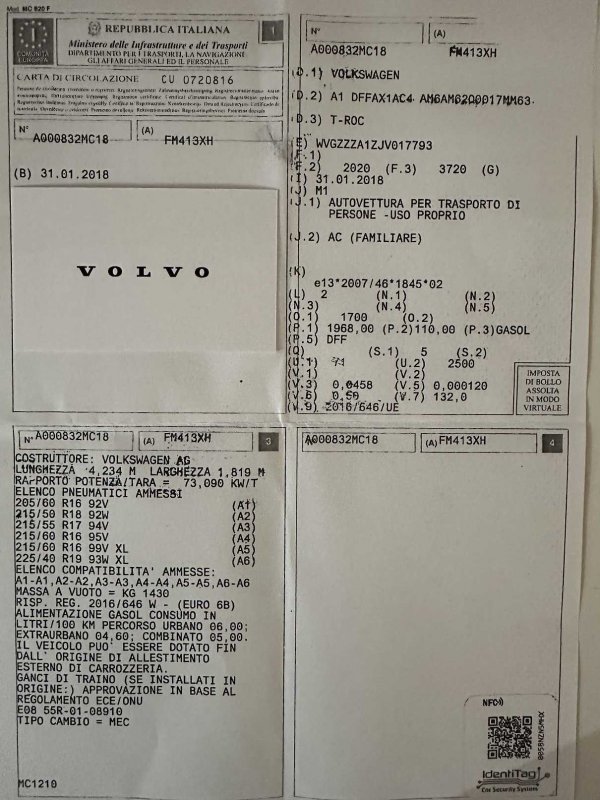 Mod. MC 820 F
REPUBBLICA ITALIANA
Ministero delle Infrastrutture e dei Trasporti
DIPARTIMENTO PER I TRASPORTI, LA NAVIGAZIONE
GLI AFFARI GENERALI ED IL PERSONALE
1
I
COMUNITÀ
EUROPEA
CARTA DI CIRCOLAZIONE CU 0720816
N° A000832MC18 (A) FM413XH
(B) 31.01.2018
VOLVO
N° (A)
A000832MC18 FM413XH
(D.1) VOLKSWAGEN
(D.2) A1 DFFAX1AC4
(D.3) T-ROC
(E) WVGZZZA1ZJV017793
(F.1)
(F.2) 2020 (F.3) 3720 (G)
(I) 31.01.2018
(J) M1
(J.1) AUTOVETTURA PER TRASPORTO DI
PERSONE -USO PROPRIO
(J.2) AC (FAMILIARE)
(K)
e13*2007/46*1845*02
(L) 2 (N.1) (N.2)
(N.3) (N.4) (N.5)
(O.1) 1700 (O.2)
(P.1) 1968,00 (P.2)110,00 (P.3)GASOL
(P.5) DFF
(Q) (S.1) 5 (S.2)
(U.1) 71 (U.2) 2500
(V.1) (V.2)
(V.3) 0,0458 (V.5) 0,000120
(V.6) 0,50 (V.7) 132,0
(V.9) 2016/646/UE
IMPOSTA
DI BOLLO
ASSOLTA
IN MODO
VIRTUALE
N° A000832MC18 (A) FM413XH 3
COSTRUTTORE: VOLKSWAGEN AG
LUNGHEZZA 4,234 M LARGHEZZA 1,819 M
RAPPORTO POTENZA/TARA = 73,090 KW/T
ELENCO PNEUMATICI AMMESSI
205/60 R16 92V (A1)
215/50 R18 92W (A2)
215/55 R17 94V (A3)
215/60 R16 95V (A4)
215/60 R16 99V XL (A5)
225/40 R19 93W XL (A6)
ELENCO COMPATIBILITA' AMMESSE:
A1-A1,A2-A2,A3-A3,A4-A4,A5-A5,A6-A6
MASSA A VUOTO = KG 1430
RISP. REG. 2016/646 W - (EURO 6B)
ALIMENTAZIONE GASOL CONSUMO IN
LITRI/100 KM PERCORSO URBANO 06,00;
EXTRAURBANO 04,60; COMBINATO 05,00.
IL VEICOLO PUO' ESSERE DOTATO FIN
DALL' ORIGINE DI ALLESTIMENTO
ESTERNO DI CARROZZERIA.
GANCI DI TRAINO (SE INSTALLATI IN
ORIGINE:) APPROVAZIONE IN BASE AL
REGOLAMENTO ECE/ONU
E08 55R-01-08910
TIPO CAMBIO = MEC
MC1210
A000832MC18 (A) FM413XH 4
NFC
IdentiTag
Car Security System